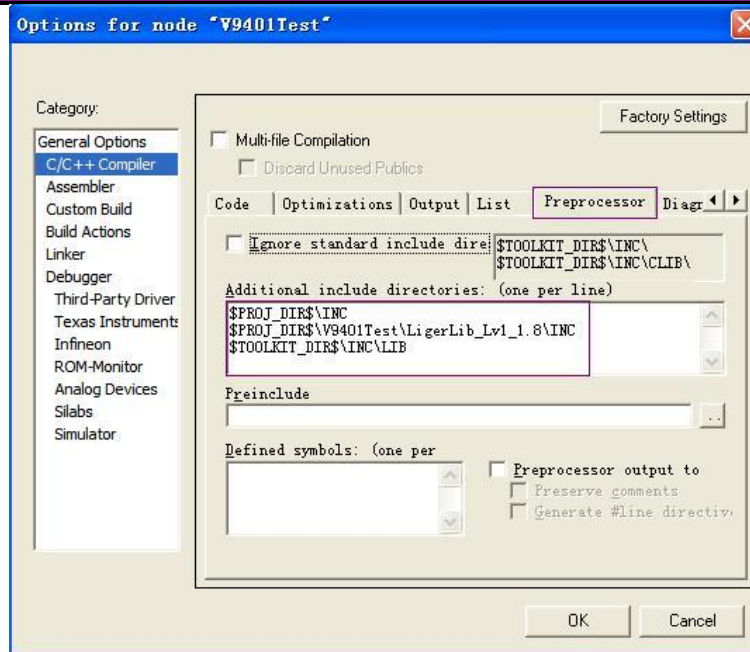 Options for node "V9401Test"
Category:
General Options
C/C++ Compiler
Assembler
Custom Build
Build Actions
Linker
Debugger
Third-Party Driver
Texas Instruments
Infineon
ROM-Monitor
Analog Devices
Silabs
Simulator
Factory Settings
Multi-file Compilation
Discard Unused Publics
Code Optimizations Output List Preprocessor Diagr
Ignore standard include dire
$TOOLKIT_DIR$\INC\
$TOOLKIT_DIR$\INC\CLIB\
Additional include directories: (one per line)
$PROJ_DIR$\INC
$PROJ_DIR$\V9401Test\LigerLib_Lv1_1.8\INC
$TOOLKIT_DIR$\INC\LIB
Preinclude
..
Defined symbols: (one per
Preprocessor output to
Preserve comments
Generate #line directiv
OK Cancel